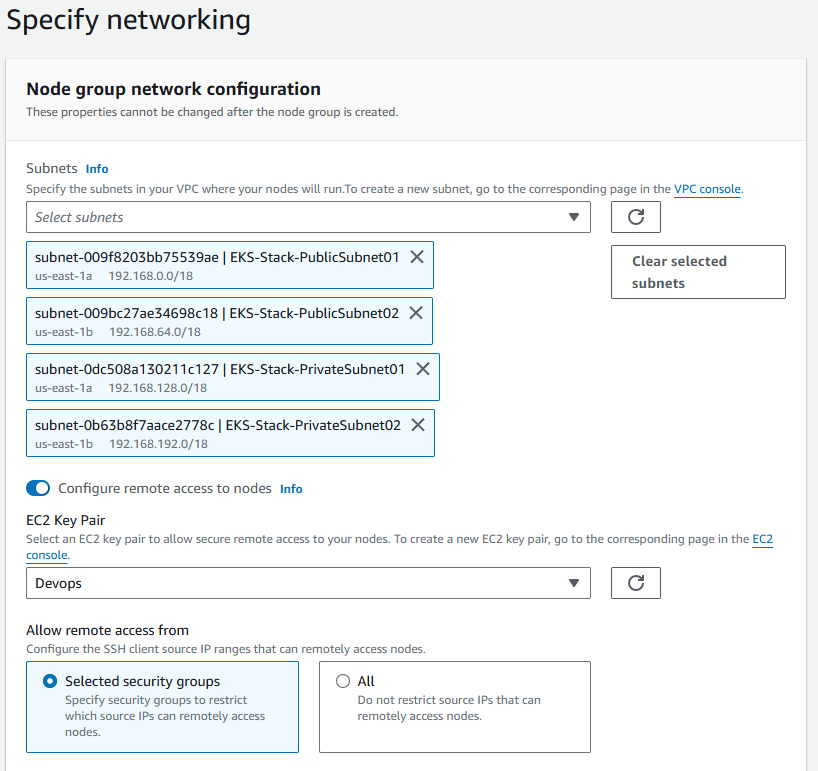 Specify networking
Node group network configuration
These properties cannot be changed after the node group is created.
Subnets Info
Specify the subnets in your VPC where your nodes will run.To create a new subnet, go to the corresponding page in the VPC console.
Select subnets
subnet-009f8203bb75539ae | EKS-Stack-PublicSubnet01
us-east-1a 192.168.0.0/18
Clear selected
subnets
subnet-009bc27ae34698c18 | EKS-Stack-PublicSubnet02
us-east-1b 192.168.64.0/18
subnet-0dc508a130211c127 | EKS-Stack-PrivateSubnet01
us-east-1a 192.168.128.0/18
subnet-0b63b8f7aace2778c | EKS-Stack-PrivateSubnet02
us-east-1b 192.168.192.0/18
Configure remote access to nodes Info
EC2 Key Pair
Select an EC2 key pair to allow secure remote access to your nodes. To create a new EC2 key pair, go to the corresponding page in the EC2
console.
Devops
Allow remote access from
Configure the SSH client source IP ranges that can remotely access nodes.
Selected security groups
Specify security groups to restrict
which source IPs can remotely access
nodes.
All
Do not restrict source IPs that can
remotely access nodes.